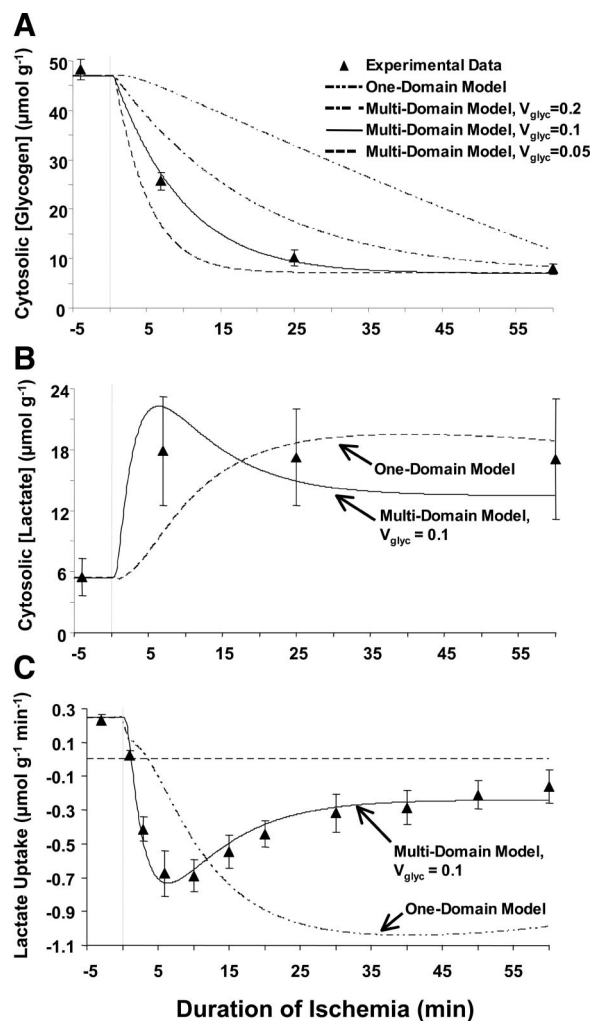 A
Cytosolic [Glycogen] (μmol g⁻¹)
50
40
30
20
10
0
-5
5
15
25
35
45
55
Experimental Data
One-Domain Model
Multi-Domain Model, Vglyc=0.2
Multi-Domain Model, Vglyc=0.1
Multi-Domain Model, Vglyc=0.05
B
Cytosolic [Lactate] (μmol g⁻¹)
24
18
12
6
0
-5
5
15
25
35
45
55
One-Domain Model
Multi-Domain Model,
Vglyc = 0.1
C
Lactate Uptake (μmol g⁻¹ min⁻¹)
0.3
0.1
-0.1
-0.3
-0.5
-0.7
-0.9
-1.1
-5
5
15
25
35
45
55
Multi-Domain Model,
Vglyc = 0.1
One-Domain Model
Duration of Ischemia (min)